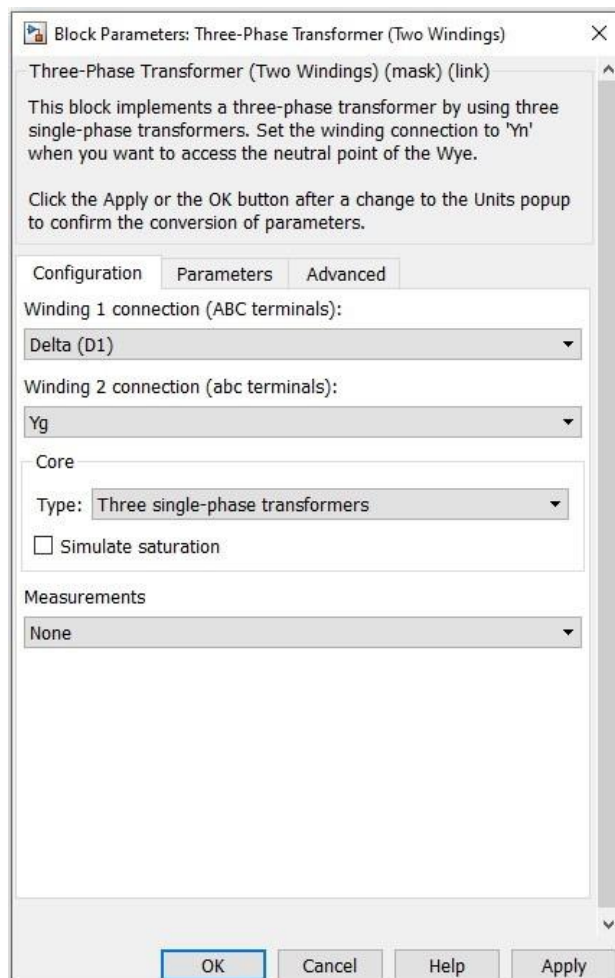 Block Parameters: Three-Phase Transformer (Two Windings)
Three-Phase Transformer (Two Windings) (mask) (link)
This block implements a three-phase transformer by using three
single-phase transformers. Set the winding connection to 'Yn'
when you want to access the neutral point of the Wye.
Click the Apply or the OK button after a change to the Units popup
to confirm the conversion of parameters.
Configuration Parameters Advanced
Winding 1 connection (ABC terminals):
Delta (D1)
Winding 2 connection (abc terminals):
Yg
Core
Type: Three single-phase transformers
Simulate saturation
Measurements
None
OK Cancel Help Apply